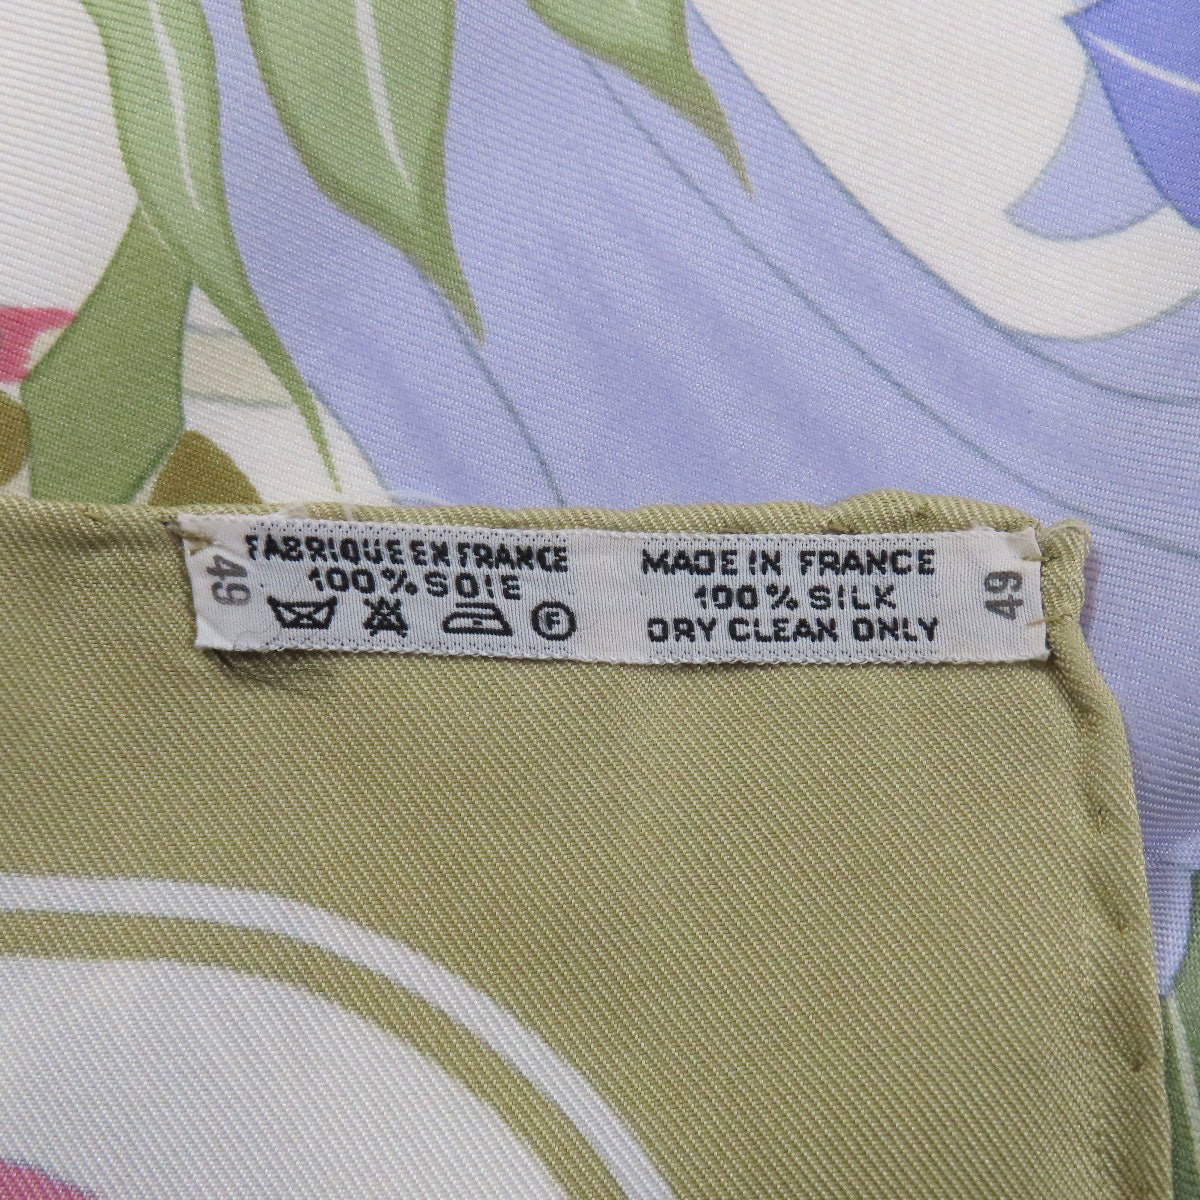 49
FABRIQUE EN FRANCE
100% SOIE
F
MADE IN FRANCE
100% SILK
DRY CLEAN ONLY
49